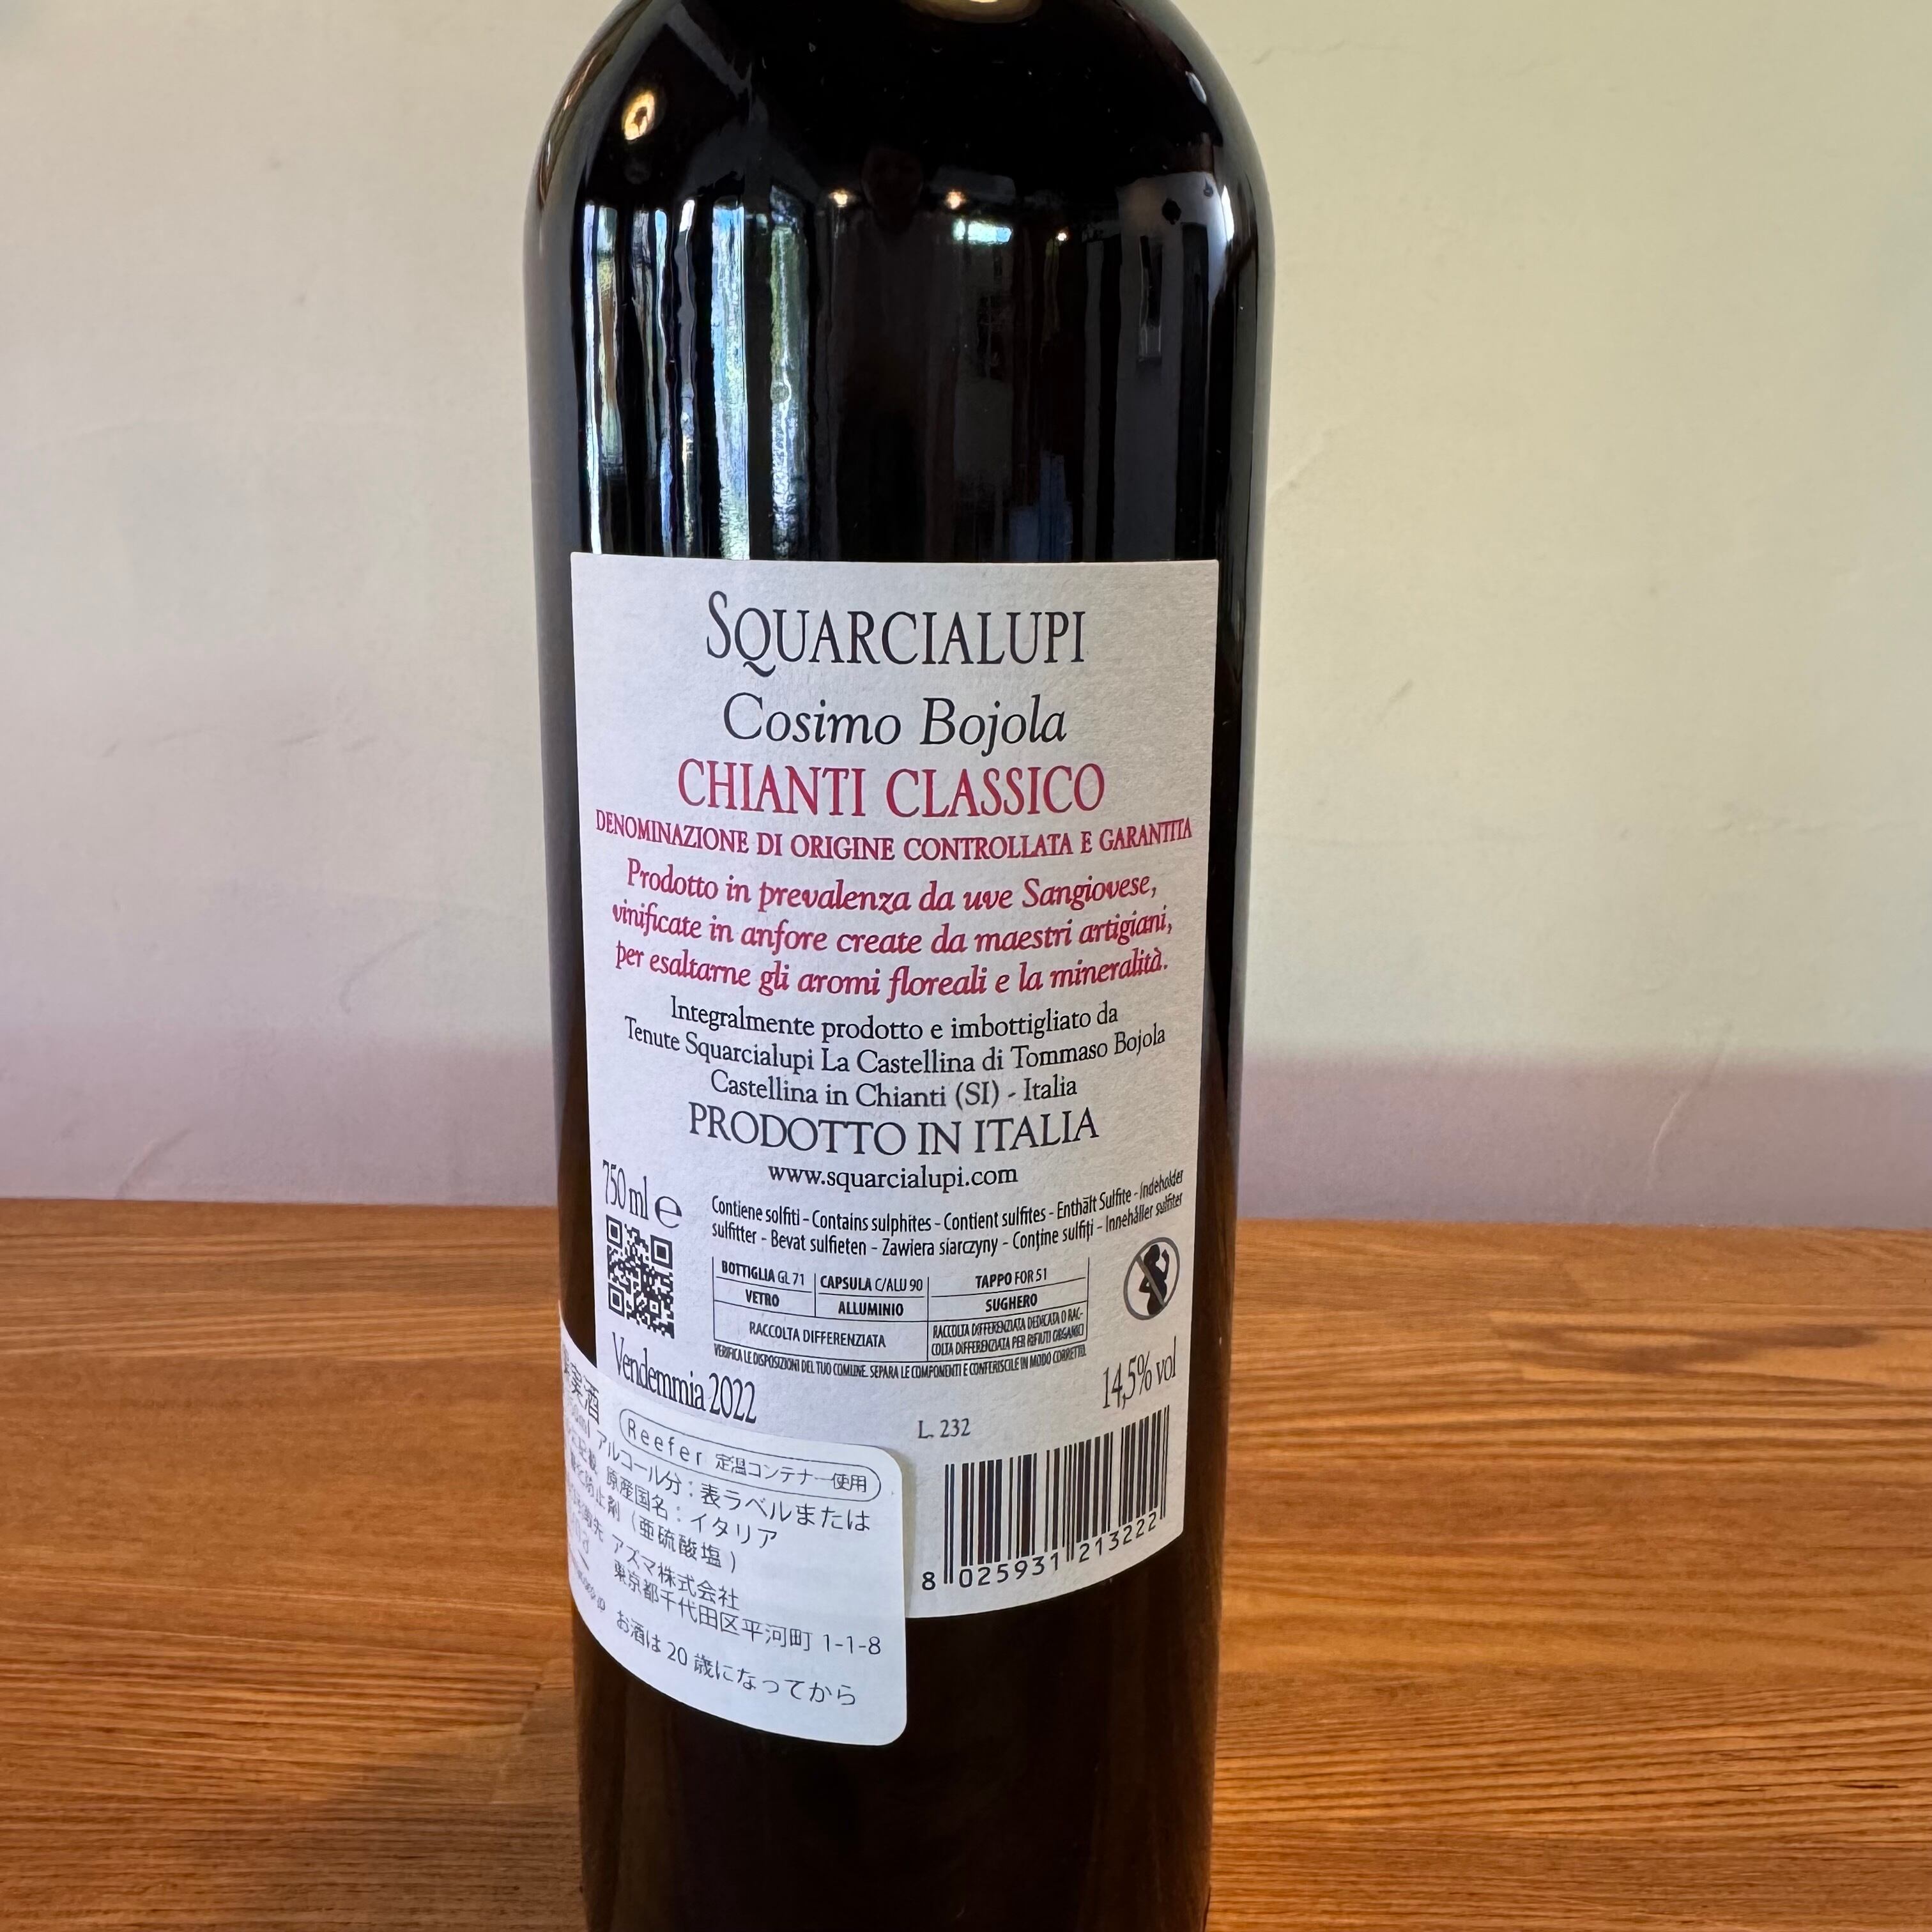 SQUARCIALUPI
Cosimo Bojola
CHIANTI CLASSICO
DENOMINAZIONE DI ORIGINE CONTROLLATA E GARANTITA
Prodotto in prevalenza da uve Sangiovese,
vinificate in anfore create da maestri artigiani,
per esaltarne gli aromi floreali e la mineralità.
Integralmente prodotto e imbottigliato da
Tenute Squarcialupi La Castellina di Tommaso Bojola
Castellina in Chianti (SI) - Italia
PRODOTTO IN ITALIA
www.squarcialupi.com
750 ml e
Contiene solfiti - Contains sulphites - Contient sulfites - Enthält Sulfite - Indeholder
sulfitter - Bevat sulfieten - Zawiera siarczyny - Conține sulfiți - Innehåller sulfiter
BOTTIGLIA GL 71 CAPSULA C/ALU 90 TAPPO FOR 51
VETRO ALLUMINIO SUGHERO
RACCOLTA DIFFERENZIATA
RACCOLTA DIFFERENZIATA DEDICATA O RAC-
COLTA DIFFERENZIATA PER RIFIUTI ORGANICI
VERIFICA LE DISPOSIZIONI DEL TUO COMUNE. SEPARA LE COMPONENTI E CONFERISCILE IN MODO CORRETTO.
Vendemmia 2022
14,5% vol
L. 232
8 025931 213222
Reefer 定温コンテナー使用
アルコール分：表ラベルまたは
原産国名：イタリア
防止剤（亜硫酸塩）
アズマ株式会社
東京都千代田区平河町 1-1-8
お酒は 20 歳になってから